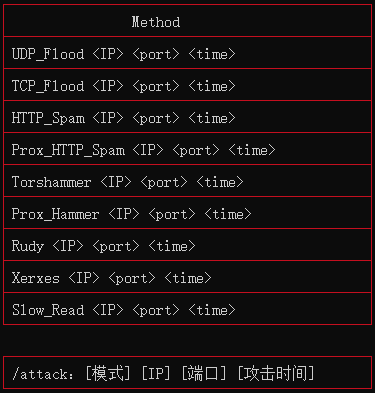 Method
UDP_Flood <IP> <port> <time>
TCP_Flood <IP> <port> <time>
HTTP_Spam <IP> <port> <time>
Prox_HTTP_Spam <IP> <port> <time>
Torshammer <IP> <port> <time>
Prox_Hammer <IP> <port> <time>
Rudy <IP> <port> <time>
Xerxes <IP> <port> <time>
Slow_Read <IP> <port> <time>
/attack: [模式] [IP] [端口] [攻击时间]